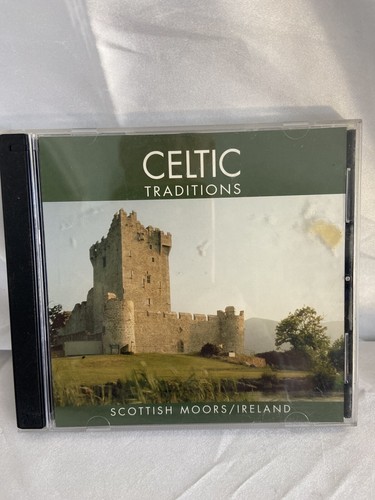 CELTIC
TRADITIONS
SCOTTISH MOORS/IRELAND